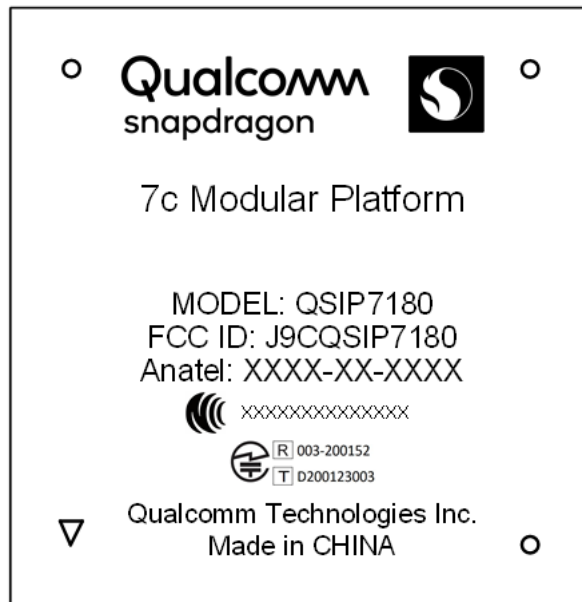 Qualcomm
snapdragon
7c Modular Platform
MODEL: QSIP7180
FCC ID: J9CQSIP7180
Anatel: XXXX-XX-XXXX
XXXXXXXXXXXXXX
R 003-200152
T D200123003
Qualcomm Technologies Inc.
Made in CHINA